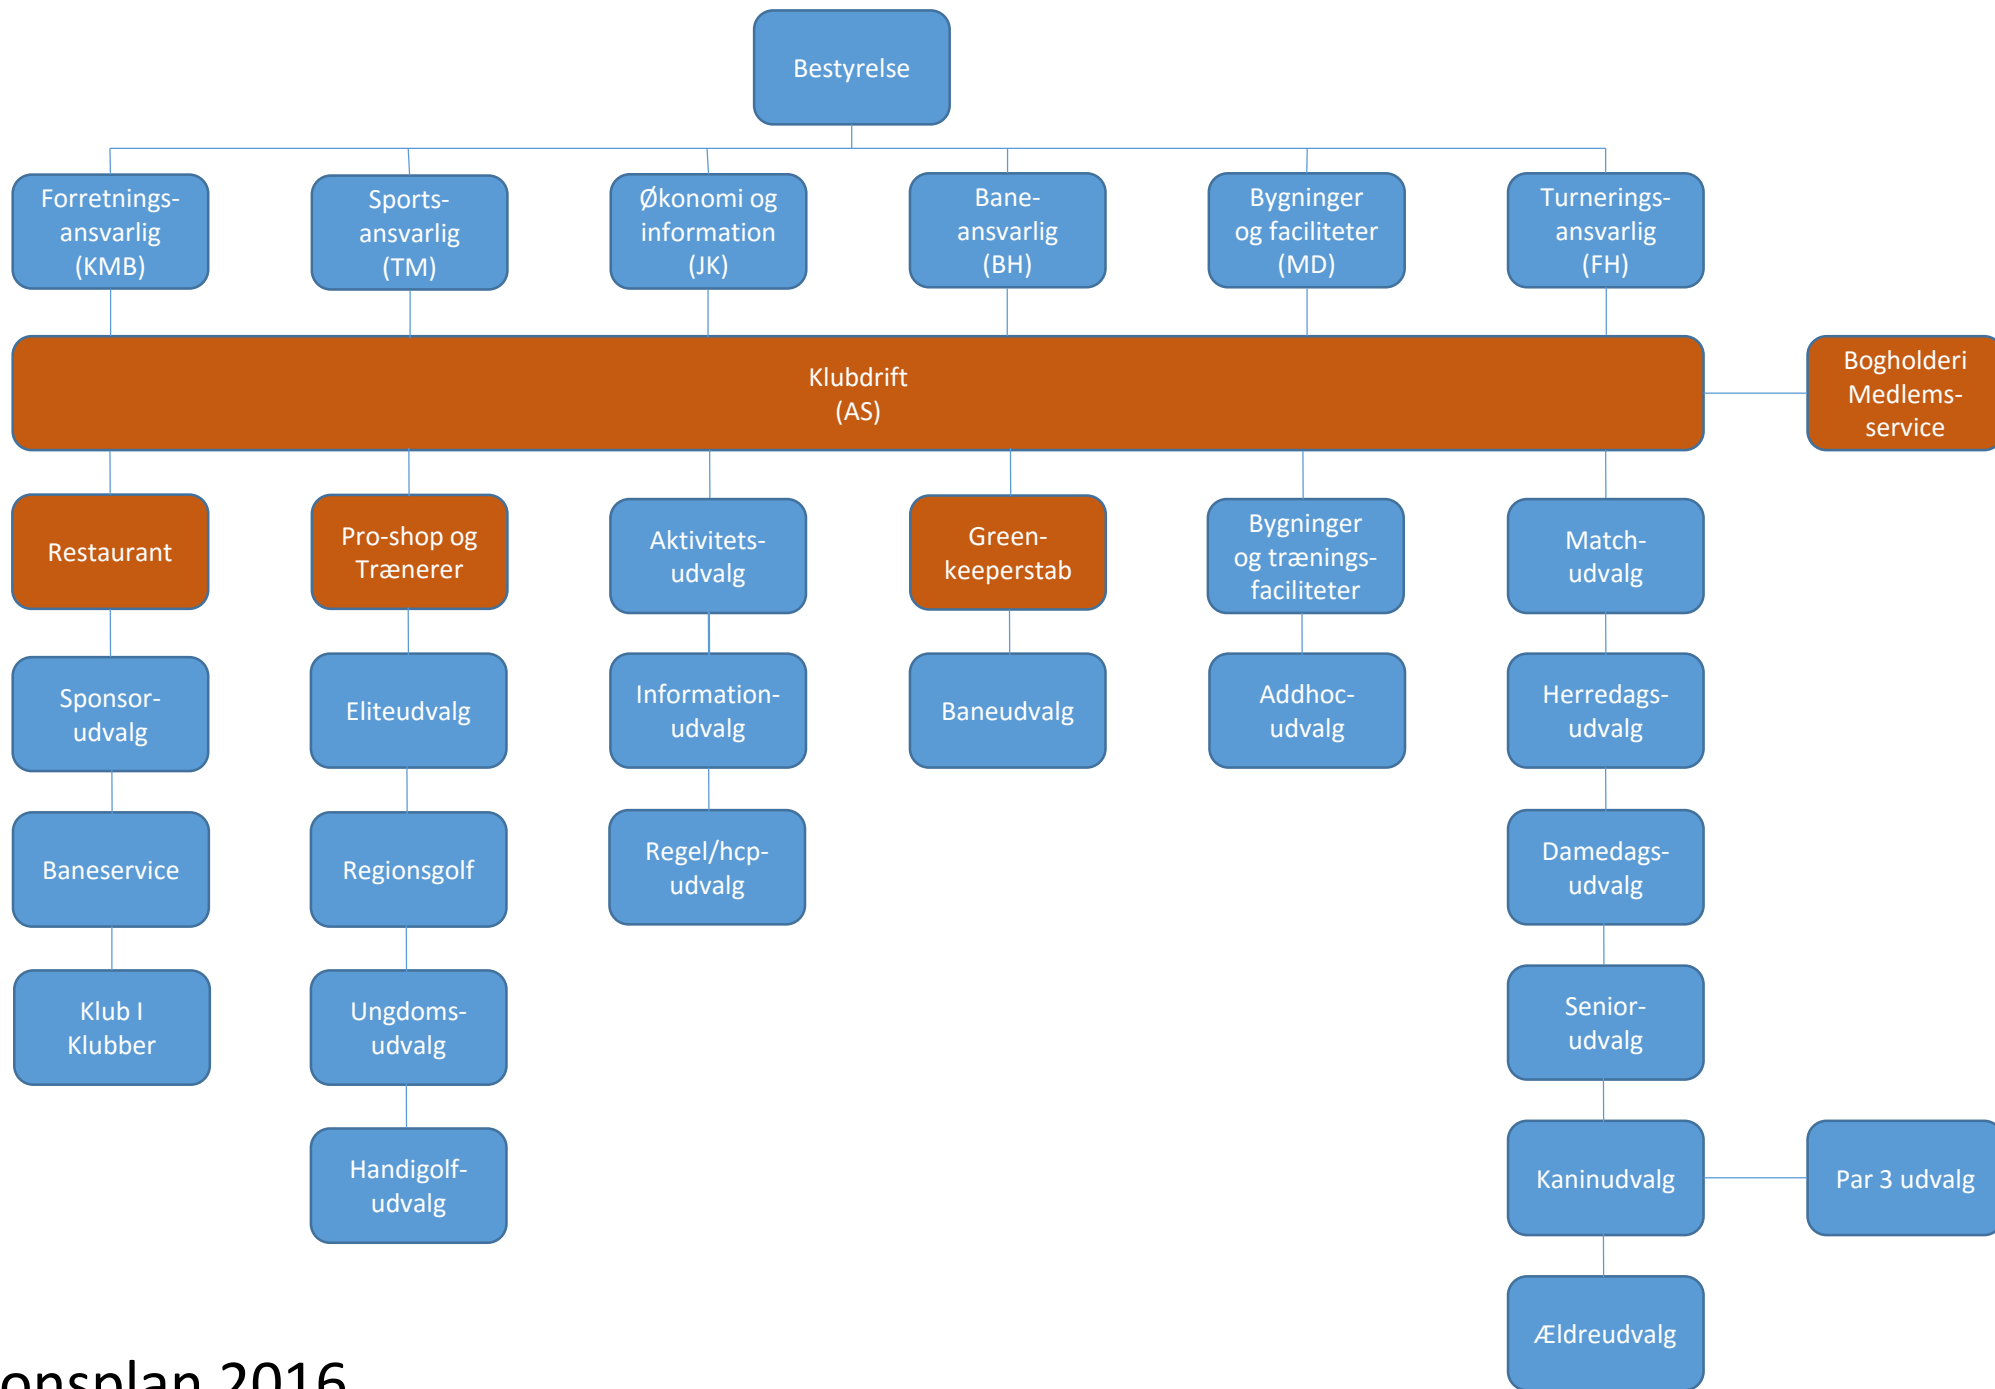 Bestyrelse
Forretnings-
ansvarlig
(KMB)
Sports-
ansvarlig
(TM)
Økonomi og
information
(JK)
Bane-
ansvarlig
(BH)
Bygninger
og faciliteter
(MD)
Turnerings-
ansvarlig
(FH)
Klubdrift
(AS)
Bogholderi
Medlems-
service
Restaurant
Pro-shop og
Trænerer
Aktivitets-
udvalg
Green-
keeperstab
Bygninger
og trænings-
faciliteter
Match-
udvalg
Sponsor-
udvalg
Eliteudvalg
Information-
udvalg
Baneudvalg
Addhoc-
udvalg
Herredags-
udvalg
Baneservice
Regionsgolf
Regel/hcp-
udvalg
Damedags-
udvalg
Klub I
Klubber
Ungdoms-
udvalg
Senior-
udvalg
Handigolf-
udvalg
Kaninudvalg
Par 3 udvalg
Ældreudvalg
onsplan 2016